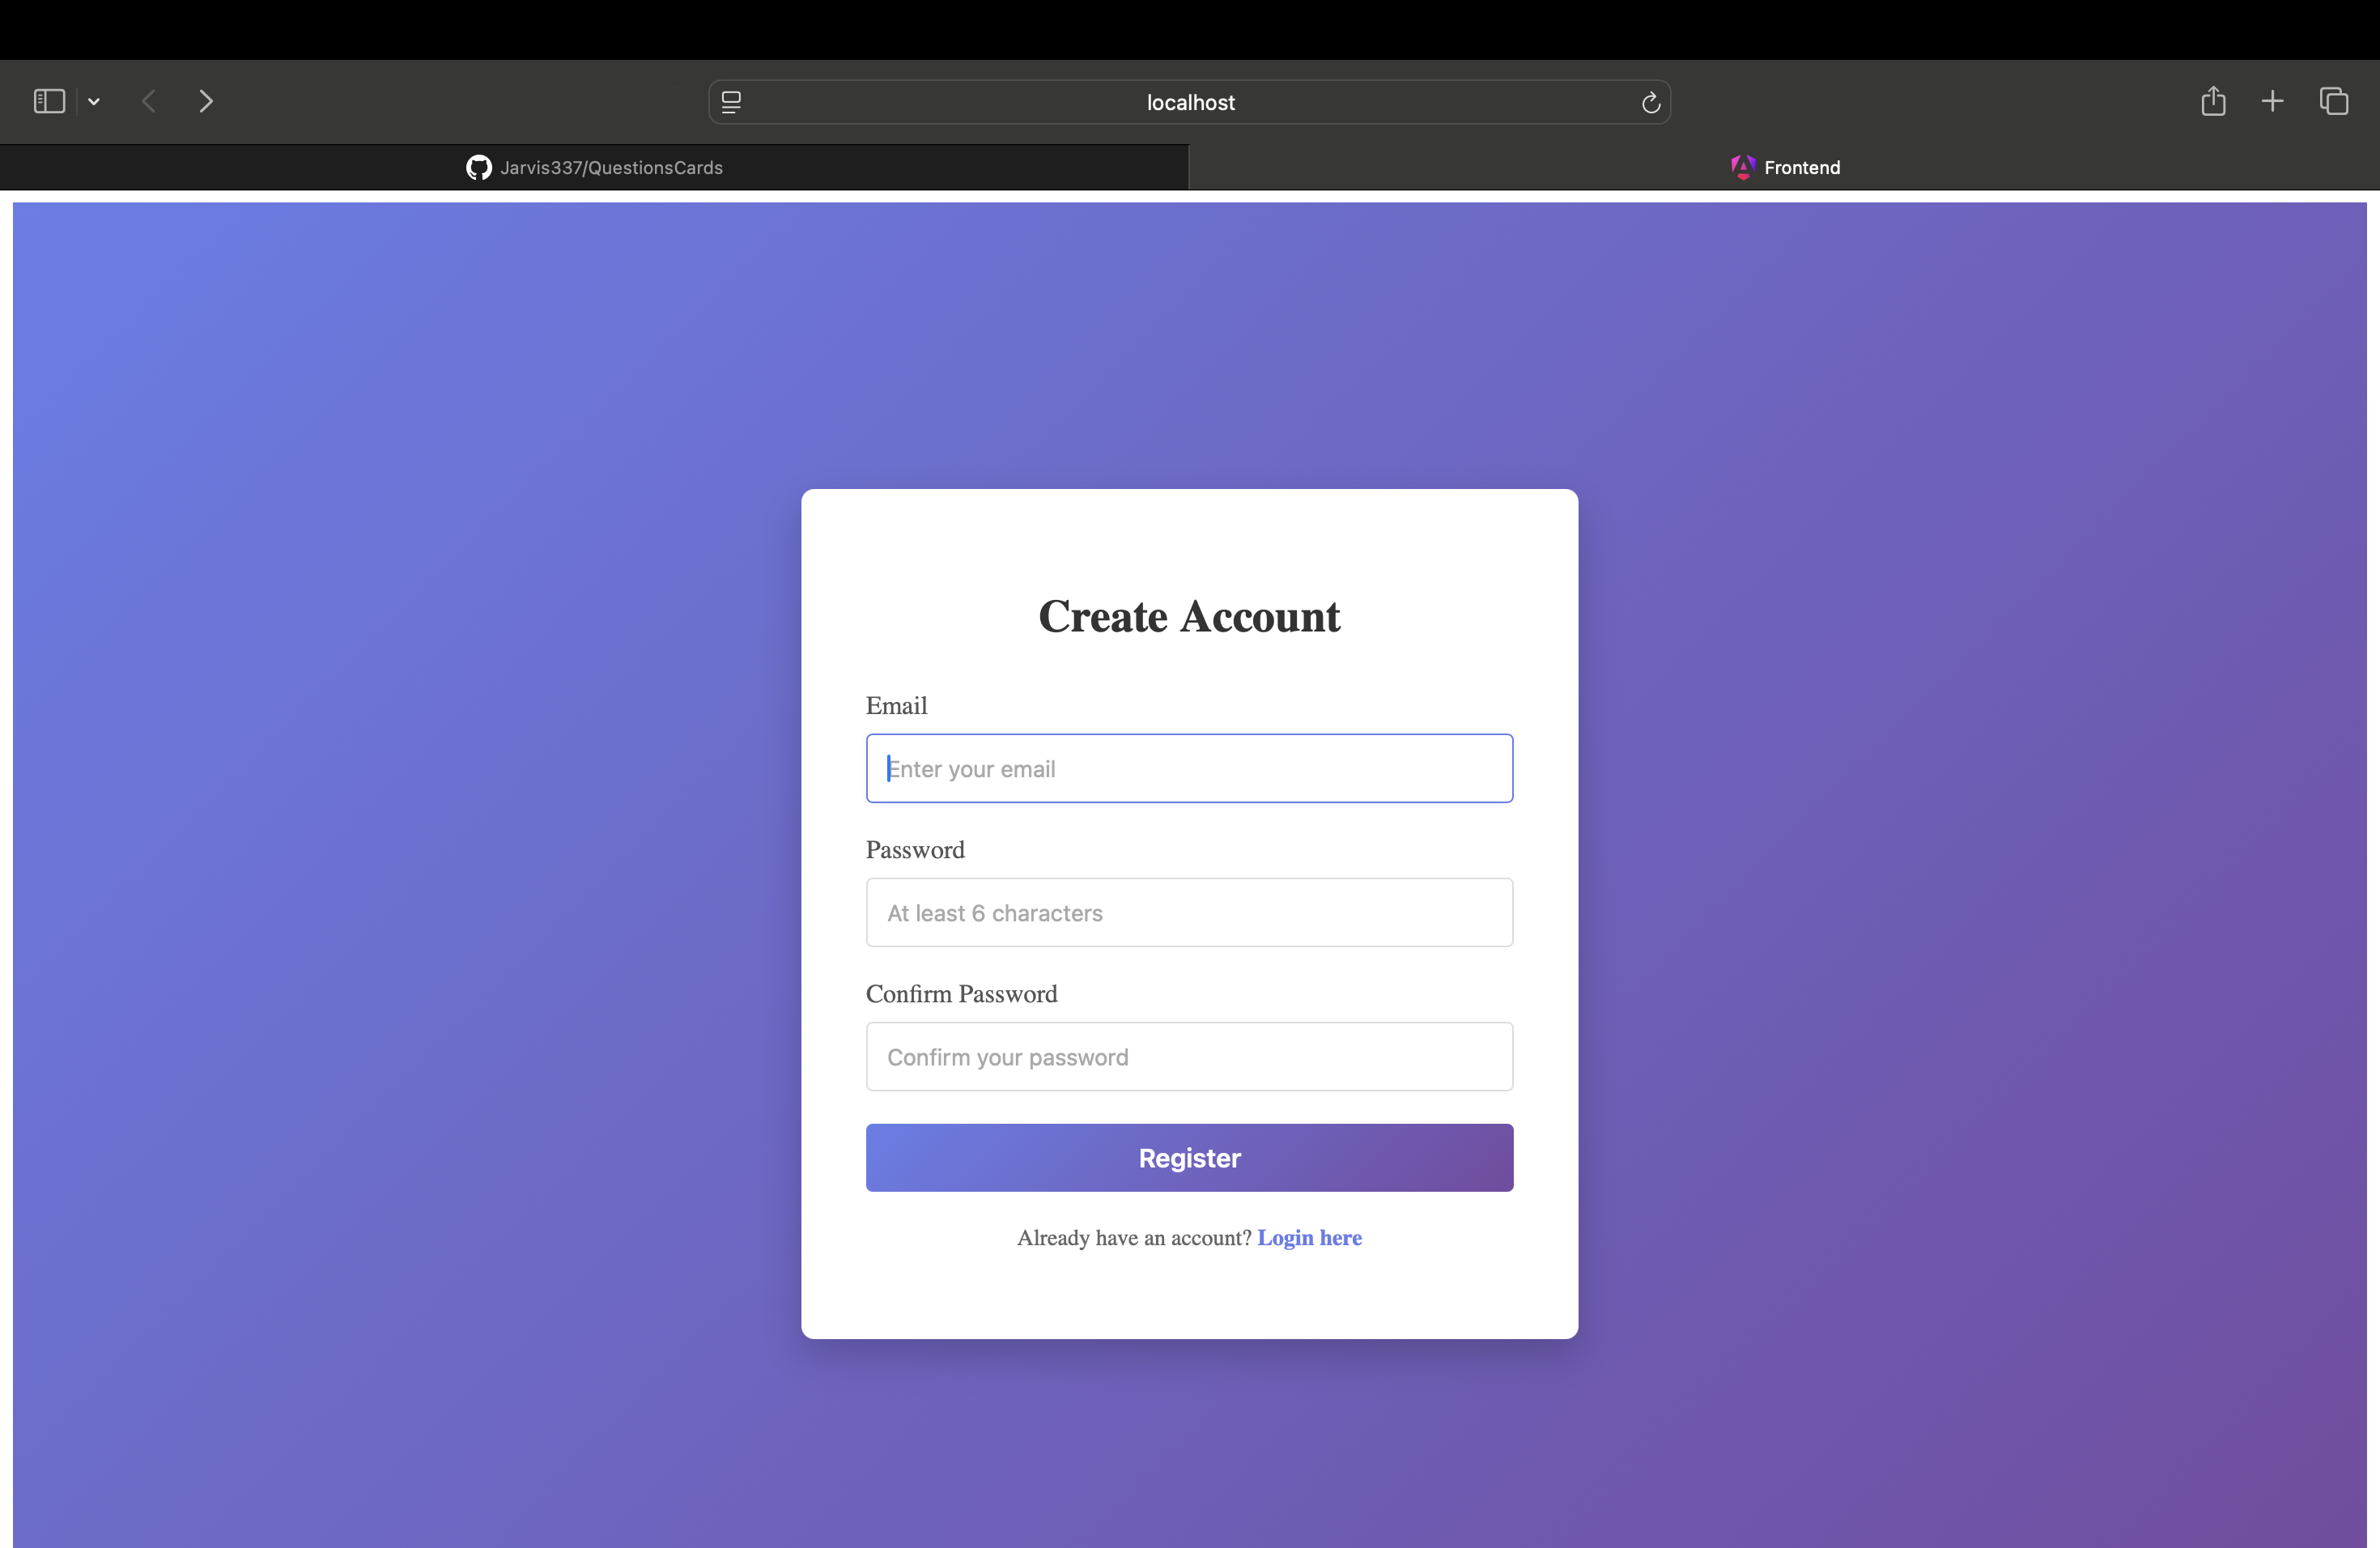 localhost
Jarvis337/QuestionsCards
Frontend
Create Account
Email
Enter your email
Password
At least 6 characters
Confirm Password
Confirm your password
Register
Already have an account? Login here